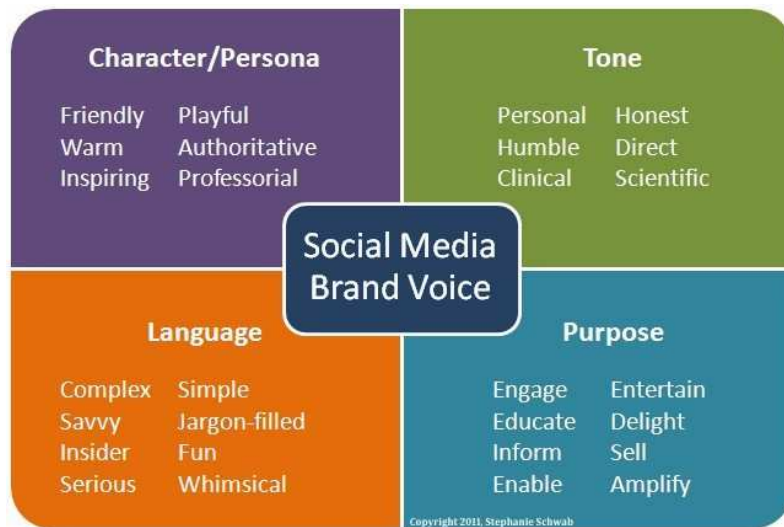 Character/Persona
Friendly Playful
Warm Authoritative
Inspiring Professorial
Tone
Personal Honest
Humble Direct
Clinical Scientific
Social Media
Brand Voice
Language
Complex Simple
Savvy Jargon-filled
Insider Fun
Serious Whimsical
Purpose
Engage Entertain
Educate Delight
Inform Sell
Enable Amplify
Copyright 2011, Stephanie Schwab